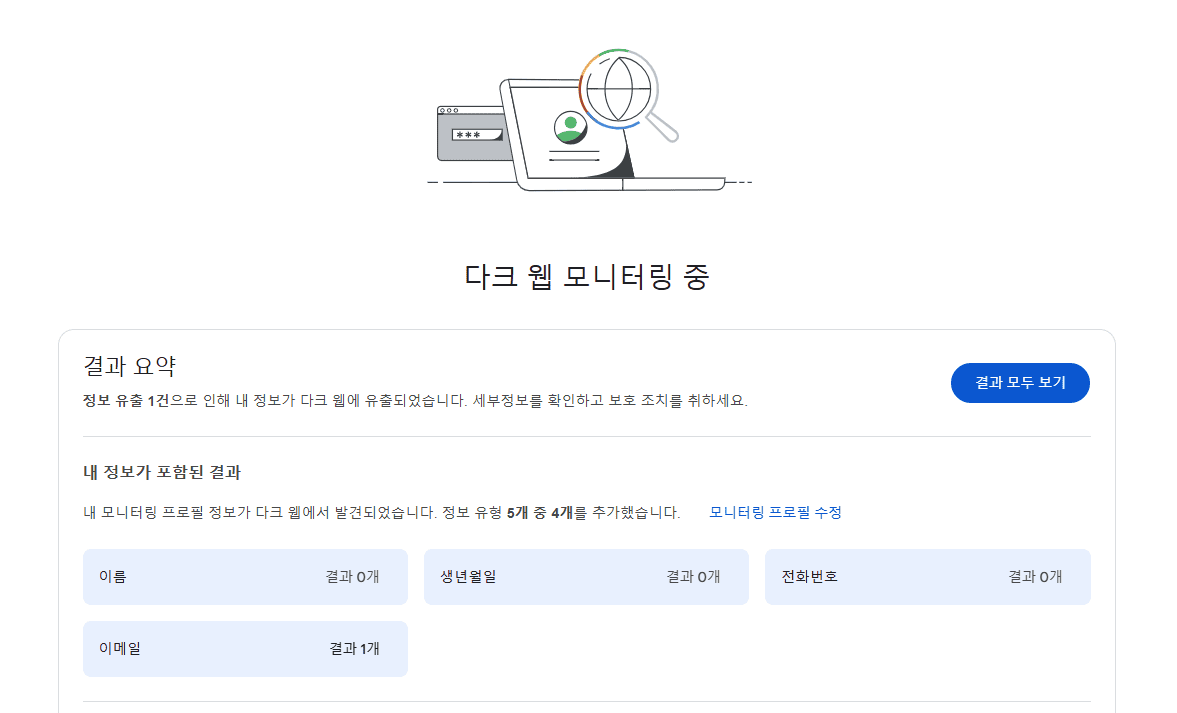 ***
다크 웹 모니터링 중
결과 요약
정보 유출 1건으로 인해 내 정보가 다크 웹에 유출되었습니다. 세부정보를 확인하고 보호 조치를 취하세요.
결과 모두 보기
내 정보가 포함된 결과
내 모니터링 프로필 정보가 다크 웹에서 발견되었습니다. 정보 유형 5개 중 4개를 추가했습니다. 모니터링 프로필 수정
이름 결과 0개
생년월일 결과 0개
전화번호 결과 0개
이메일 결과 1개